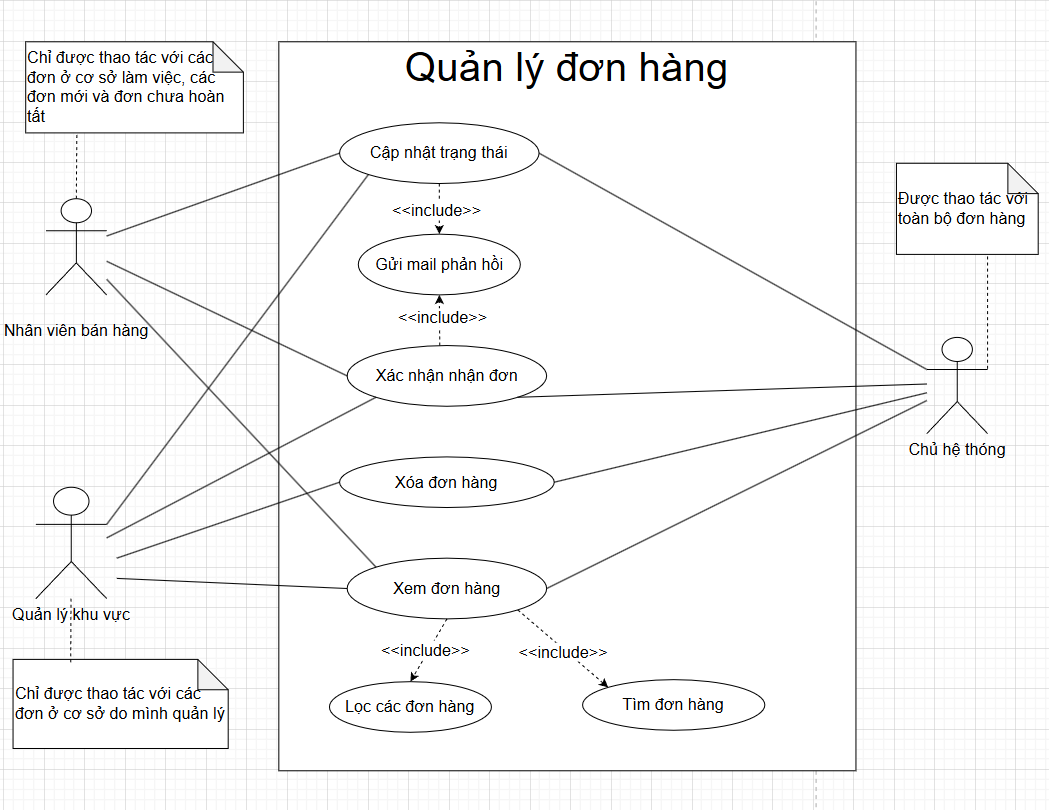 Quản lý đơn hàng
Chỉ được thao tác với các
đơn ở cơ sở làm việc, các
đơn mới và đơn chưa hoàn
tất
Cập nhật trạng thái
<<include>>
Được thao tác với
toàn bộ đơn hàng
Gửi mail phản hồi
<<include>>
Nhân viên bán hàng
Xác nhận nhận đơn
Chủ hệ thóng
Xóa đơn hàng
Xem đơn hàng
Quản lý khu vực
<<include>>
<<include>>
Chỉ được thao tác với các
đơn ở cơ sở do mình quản lý
Lọc các đơn hàng
Tìm đơn hàng